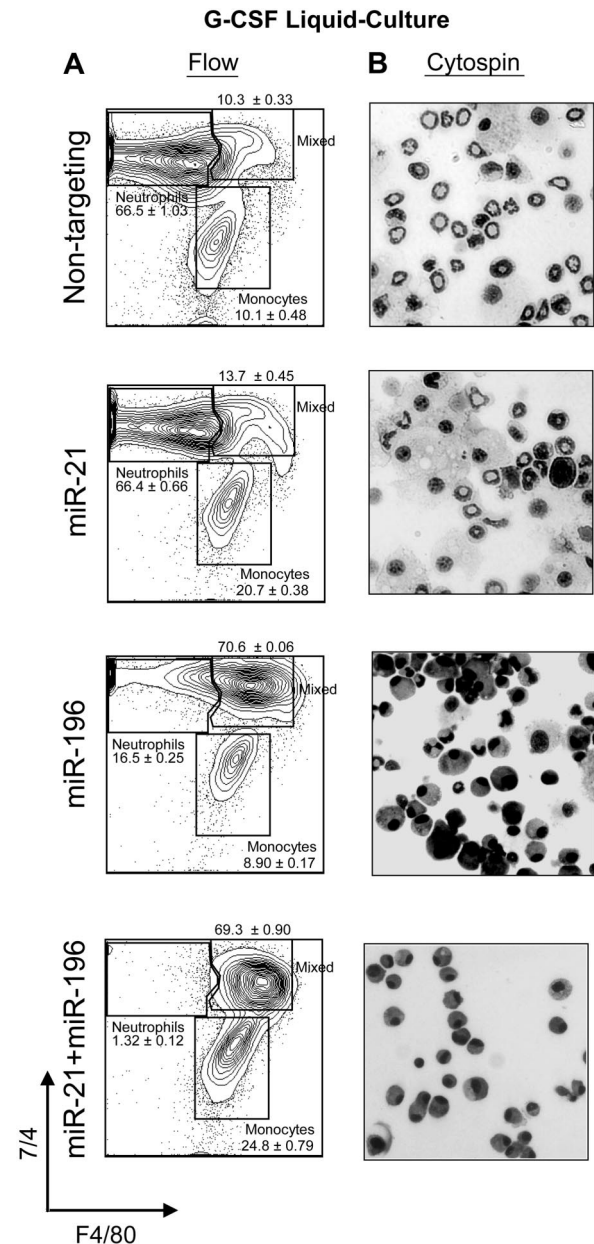 G-CSF Liquid-Culture
A Flow
B Cytospin
Non-targeting
10.3 ± 0.33
Mixed
Neutrophils
66.5 ± 1.03
Monocytes
10.1 ± 0.48
miR-21
13.7 ± 0.45
Mixed
Neutrophils
66.4 ± 0.66
Monocytes
20.7 ± 0.38
miR-196
70.6 ± 0.06
Mixed
Neutrophils
16.5 ± 0.25
Monocytes
8.90 ± 0.17
miR-21+miR-196
69.3 ± 0.90
Mixed
Neutrophils
1.32 ± 0.12
Monocytes
24.8 ± 0.79
7/4
F4/80